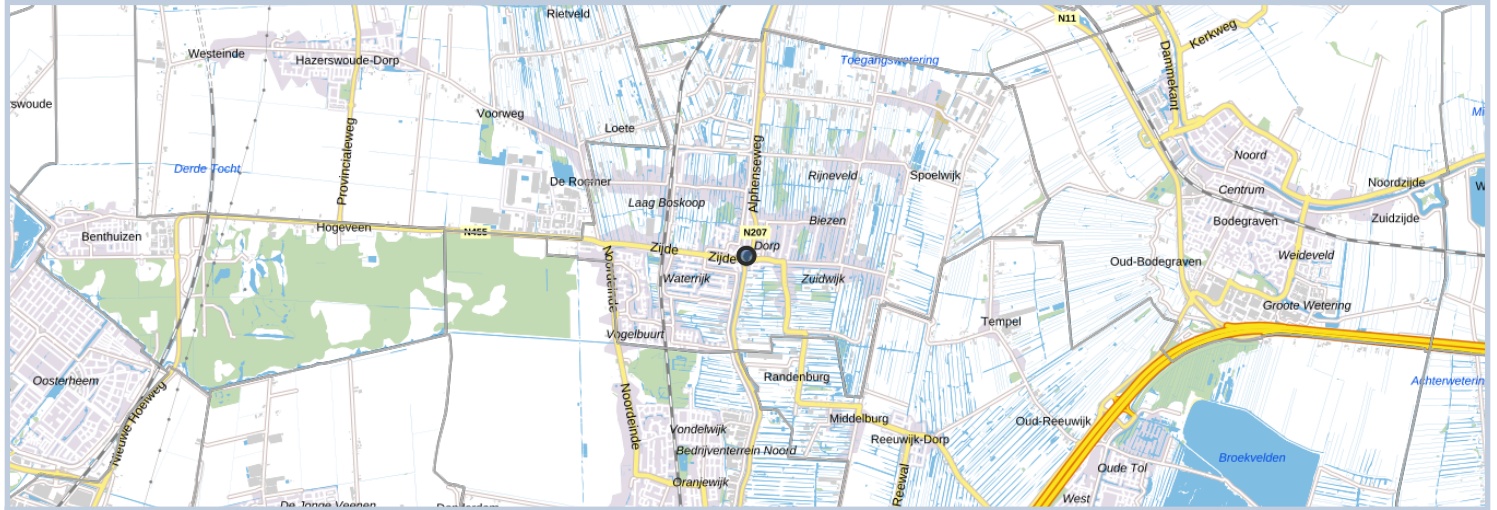 Rietveld
N11
Kerkweg
Dammekant
Westeinde
Hazerswoude-Dorp
Toegangswetering
swoude
Voorweg
Loete
Provincialeweg
Alphenseweg
Noord
Derde Tocht
De Roemer
Rijneveld
Spoelwijk
Centrum
Noordzijde
Laag Boskoop
Biezen
Bodegraven
Zuidzijde
Benthuizen
Hogeveen
N455
N207
Zijde
Zijde
Dorp
Oud-Bodegraven
Weideveld
Noordeinde
Waterrijk
Zuidwijk
Groote Wetering
Vogelbuurt
Tempel
Oosterheem
Randenburg
Achterweterin
Nieuwe Hoefweg
Noordeinde
Middelburg
Oud-Reeuwijk
Vondelwijk
Reeuwijk-Dorp
Bedrijventerrein Noord
Broekvelden
Oude Tol
Reewal
Oranjewijk
West
De Jonge Veenen